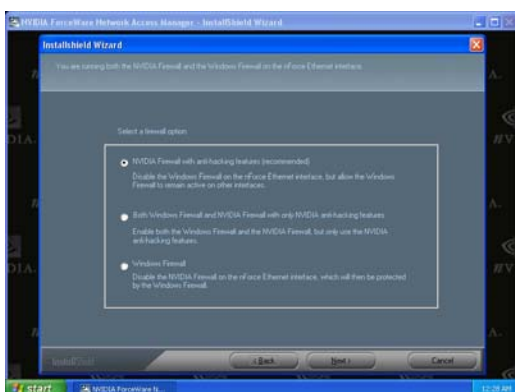 NVIDIA ForceWare Network Access Manager - InstallShield Wizard
InstallShield Wizard
You are running both the NVIDIA Firewall and the Windows Firewall on the nForce Ethernet interface.
Select a firewall option:
NVIDIA Firewall with anti-hacking features (recommended)
Disable the Windows Firewall on the nForce Ethernet interface, but allow the Windows
Firewall to remain active on other interfaces.
Both Windows Firewall and NVIDIA Firewall with only NVIDIA anti-hacking features
Enable both the Windows Firewall and the NVIDIA Firewall, but only use the NVIDIA
anti-hacking features.
Windows Firewall
Disable the NVIDIA Firewall on the nForce Ethernet interface, which will then be protected
by the Windows Firewall.
InstallShield
< Back
Next >
Cancel
start
NVIDIA ForceWare N...
12:28 AM